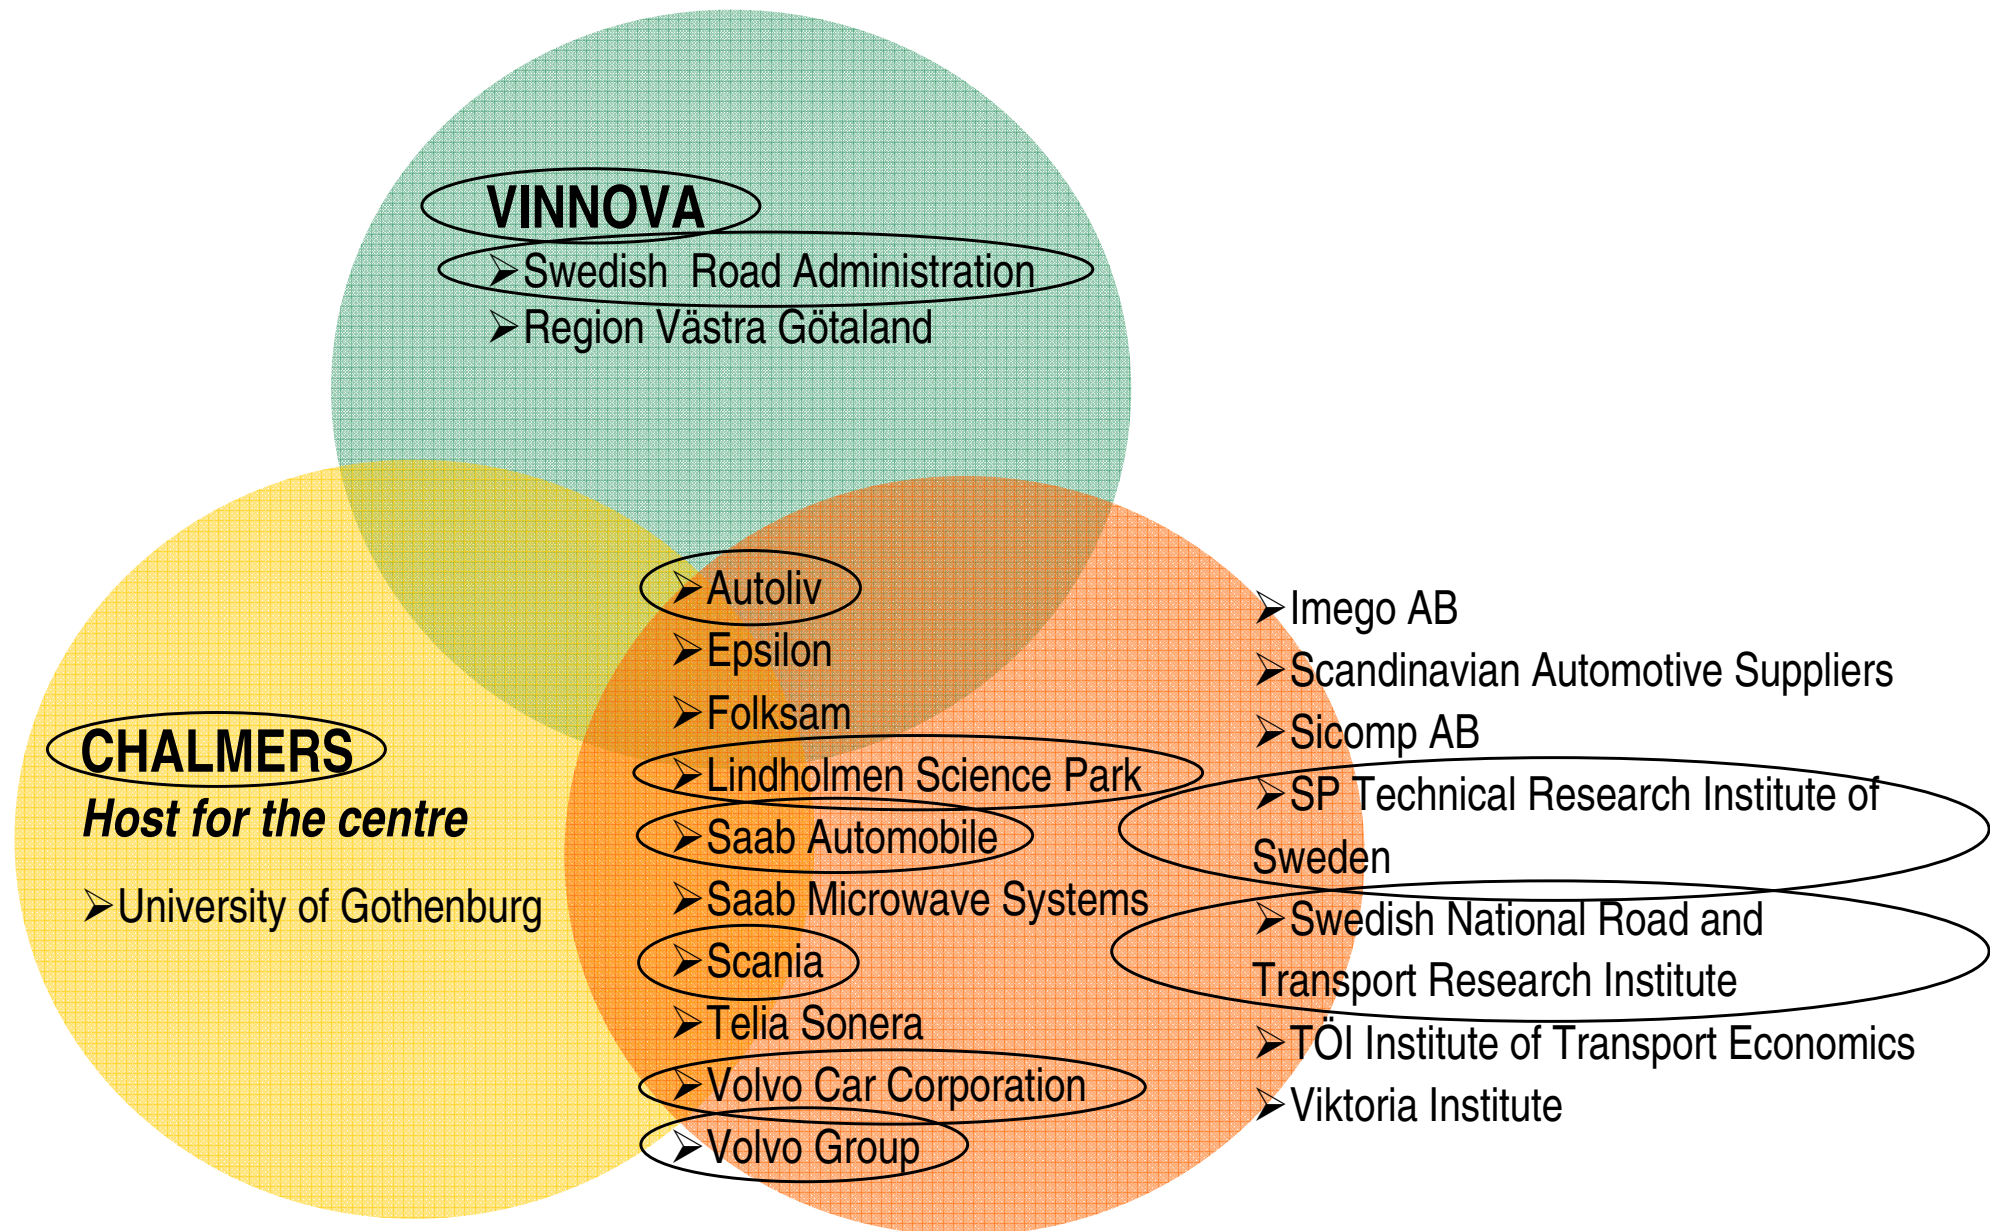 VINNOVA
➢Swedish  Road Administration
➢Region Västra Götaland
CHALMERS
Host for the centre
➢University of Gothenburg
➢Autoliv
➢Epsilon
➢Folksam
➢Lindholmen Science Park
➢Saab Automobile
➢Saab Microwave Systems
➢Scania
➢Telia Sonera
➢Volvo Car Corporation
➢Volvo Group
➢Imego AB
➢Scandinavian Automotive Suppliers
➢Sicomp AB
➢SP Technical Research Institute of
Sweden
➢Swedish National Road and
Transport Research Institute
➢TÖI Institute of Transport Economics
➢Viktoria Institute